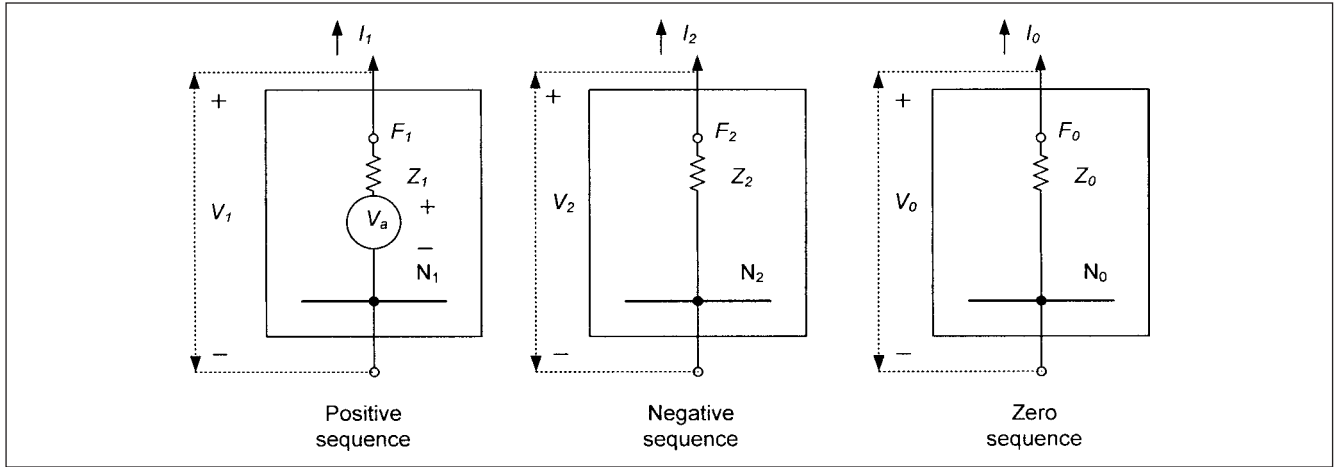 I1
I2
I0
+
+
+
F1
F2
F0
Z1
Z2
Z0
V1
Va
+
V2
V0
−
N1
N2
N0
−
−
−
Positive
sequence
Negative
sequence
Zero
sequence